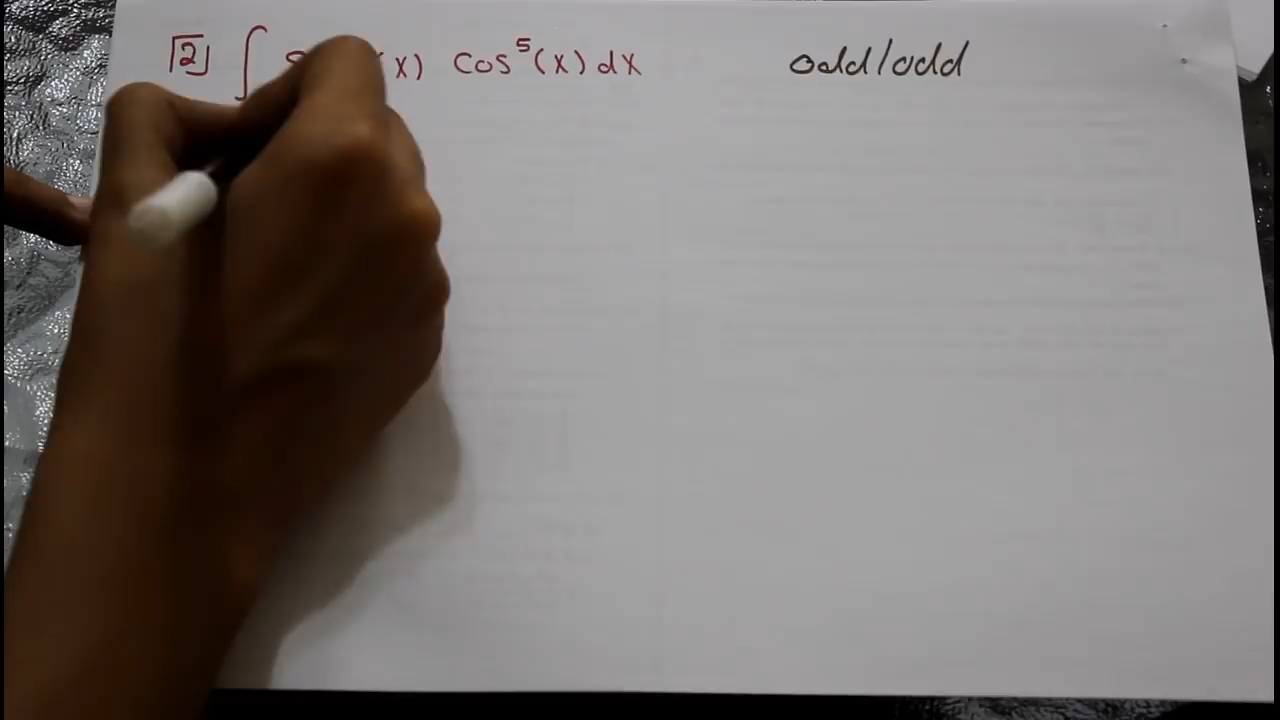 2 ∫ (x) cos⁵(x) dx odd/odd